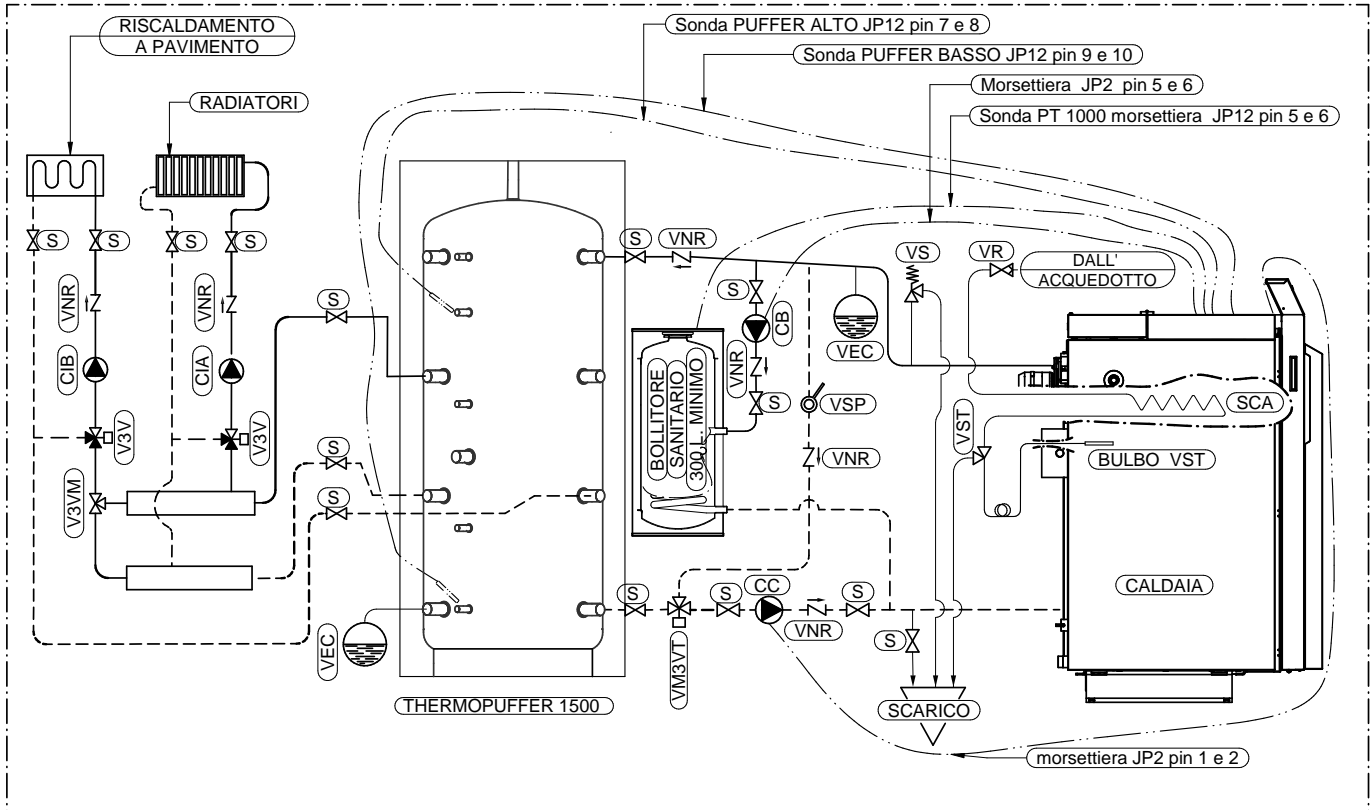 RISCALDAMENTO
A PAVIMENTO
Sonda PUFFER ALTO JP12 pin 7 e 8
Sonda PUFFER BASSO JP12 pin 9 e 10
Morsettiera JP2 pin 5 e 6
Sonda PT 1000 morsettiera JP12 pin 5 e 6
RADIATORI
S
S
S
S
VNR
VNR
CIB
CIA
V3V
V3V
V3VM
S
S
S
VEC
THERMOPUFFER 1500
S
VNR
S
CB
VNR
S
BOLLITORE
SANITARIO
300 L. MINIMO
VEC
VSP
VNR
VS
VR
DALL'
ACQUEDOTTO
VST
SCA
BULBO VST
CALDAIA
S
VM3VT
S
CC
VNR
S
S
SCARICO
morsettiera JP2 pin 1 e 2